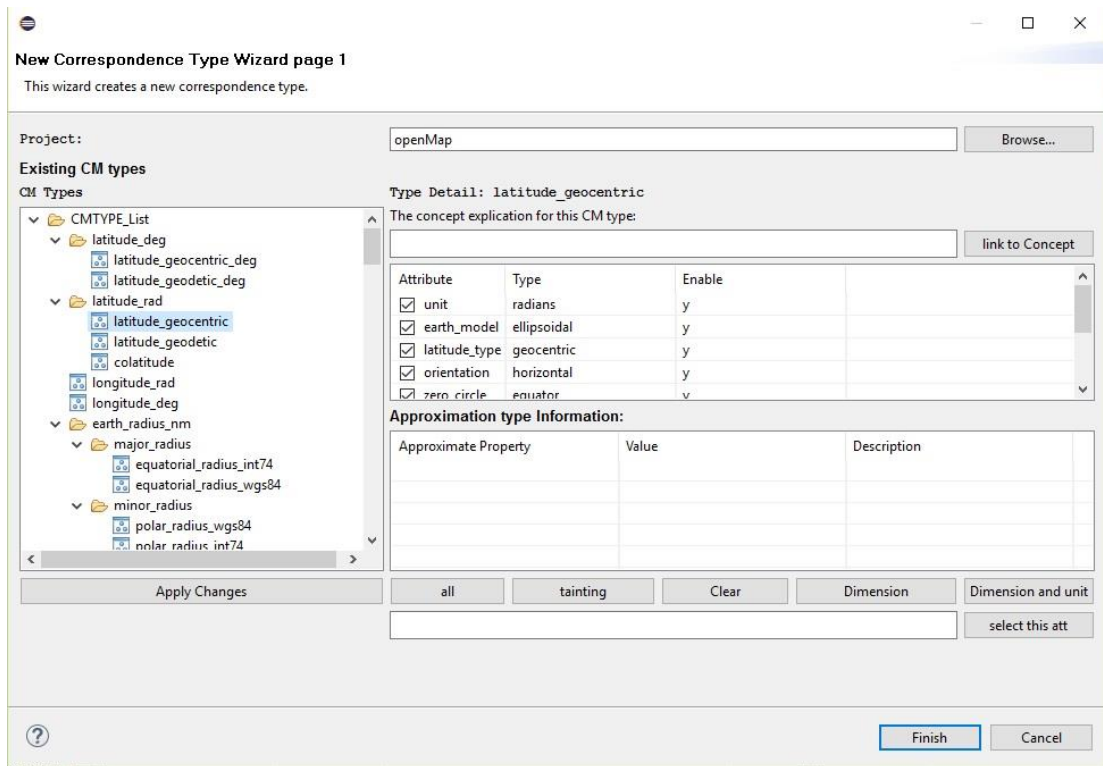 New Correspondence Type Wizard page 1
This wizard creates a new correspondence type.
Project:
openMap
Browse...
Existing CM types
CM Types
CMTYPE_List
latitude_deg
latitude_geocentric_deg
latitude_geodetic_deg
latitude_rad
latitude_geocentric
latitude_geodetic
colatitude
longitude_rad
longitude_deg
earth_radius_nm
major_radius
equatorial_radius_int74
equatorial_radius_wgs84
minor_radius
polar_radius_wgs84
polar_radius_int74
Apply Changes
Type Detail: latitude_geocentric
The concept explication for this CM type:
link to Concept
Attribute Type Enable
unit radians y
earth_model ellipsoidal y
latitude_type geocentric y
orientation horizontal y
zero_circle equator y
Approximation type Information:
Approximate Property Value Description
all tainting Clear Dimension Dimension and unit
select this att
? Finish Cancel